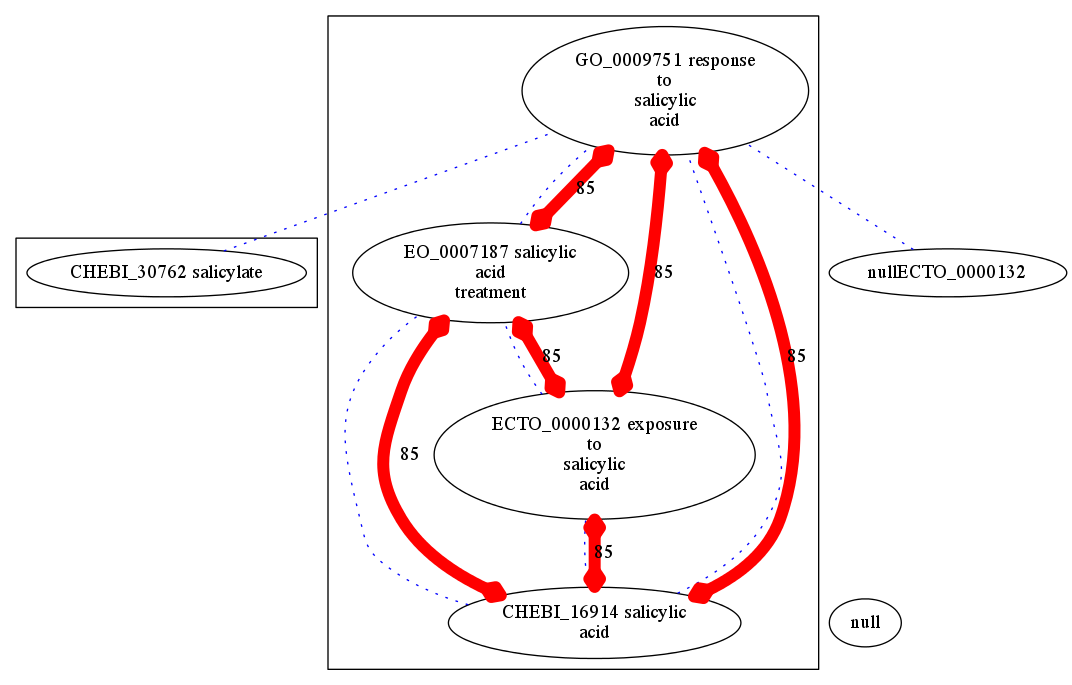 GO_0009751 response
to
salicylic
acid
85
CHEBI_30762 salicylate
EO_0007187 salicylic
acid
treatment
85
nullECTO_0000132
85
85
ECTO_0000132 exposure
to
salicylic
acid
85
85
CHEBI_16914 salicylic
acid
null